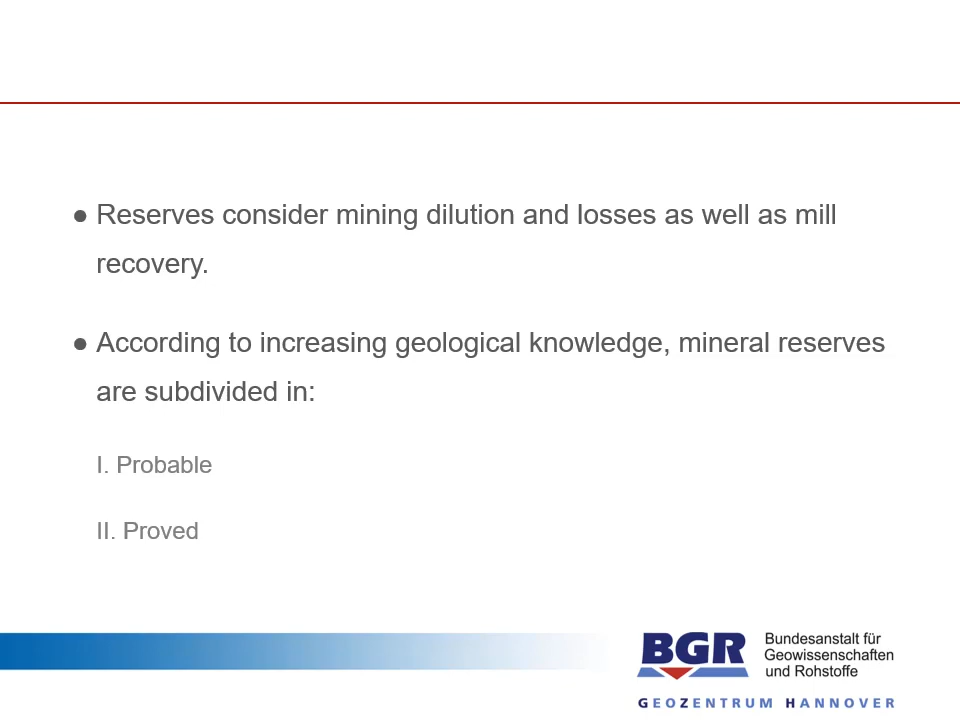 ● Reserves consider mining dilution and losses as well as mill
recovery.
● According to increasing geological knowledge, mineral reserves
are subdivided in:
I. Probable
II. Proved
BGR
Bundesanstalt für
Geowissenschaften
und Rohstoffe
GEOZENTRUM HANNOVER